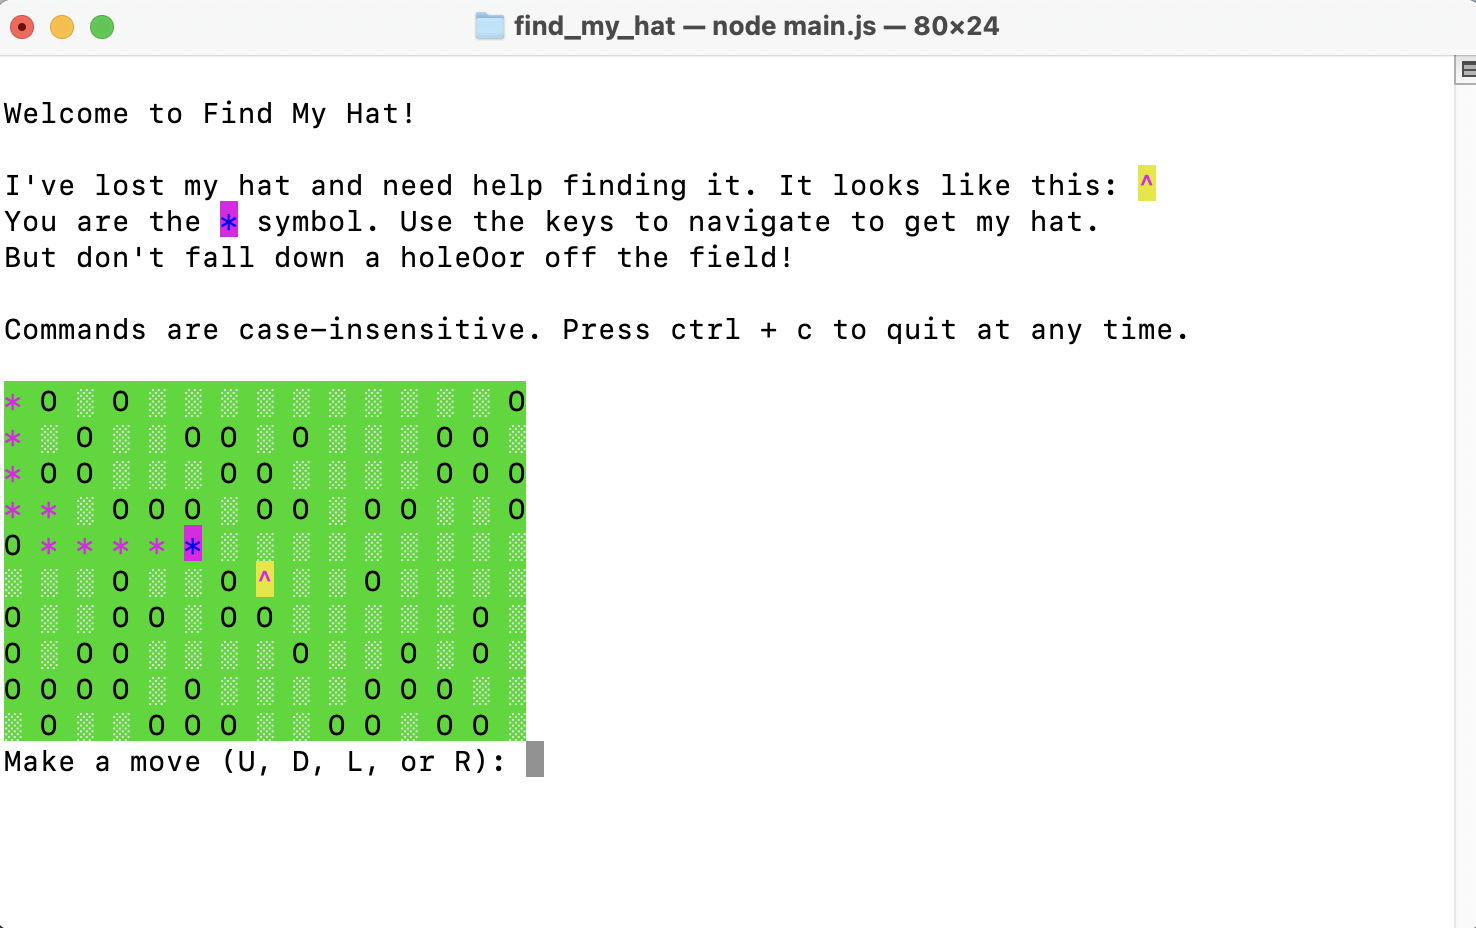 find_my_hat — node main.js — 80×24
Welcome to Find My Hat!
I've lost my hat and need help finding it. It looks like this: ^
You are the * symbol. Use the keys to navigate to get my hat.
But don't fall down a holeOor off the field!
Commands are case-insensitive. Press ctrl + c to quit at any time.
* O ░ O ░ ░ ░ ░ ░ ░ ░ ░ ░ ░ O
* ░ O ░ ░ O O ░ O ░ ░ ░ O O ░
* O O ░ ░ ░ O O ░ ░ ░ ░ O O O
* * ░ O O O ░ O O ░ O O ░ ░ O
O * * * * * ░ ░ ░ ░ ░ ░ ░ ░ ░
░ ░ ░ O ░ ░ O ^ ░ ░ O ░ ░ ░ ░
O ░ ░ O O ░ O O ░ ░ ░ ░ ░ O ░
O ░ O O ░ ░ ░ ░ O ░ ░ O ░ O ░
O O O O ░ O ░ ░ ░ ░ O O O ░ ░
░ O ░ ░ O O O ░ ░ O O ░ O O ░
Make a move (U, D, L, or R):